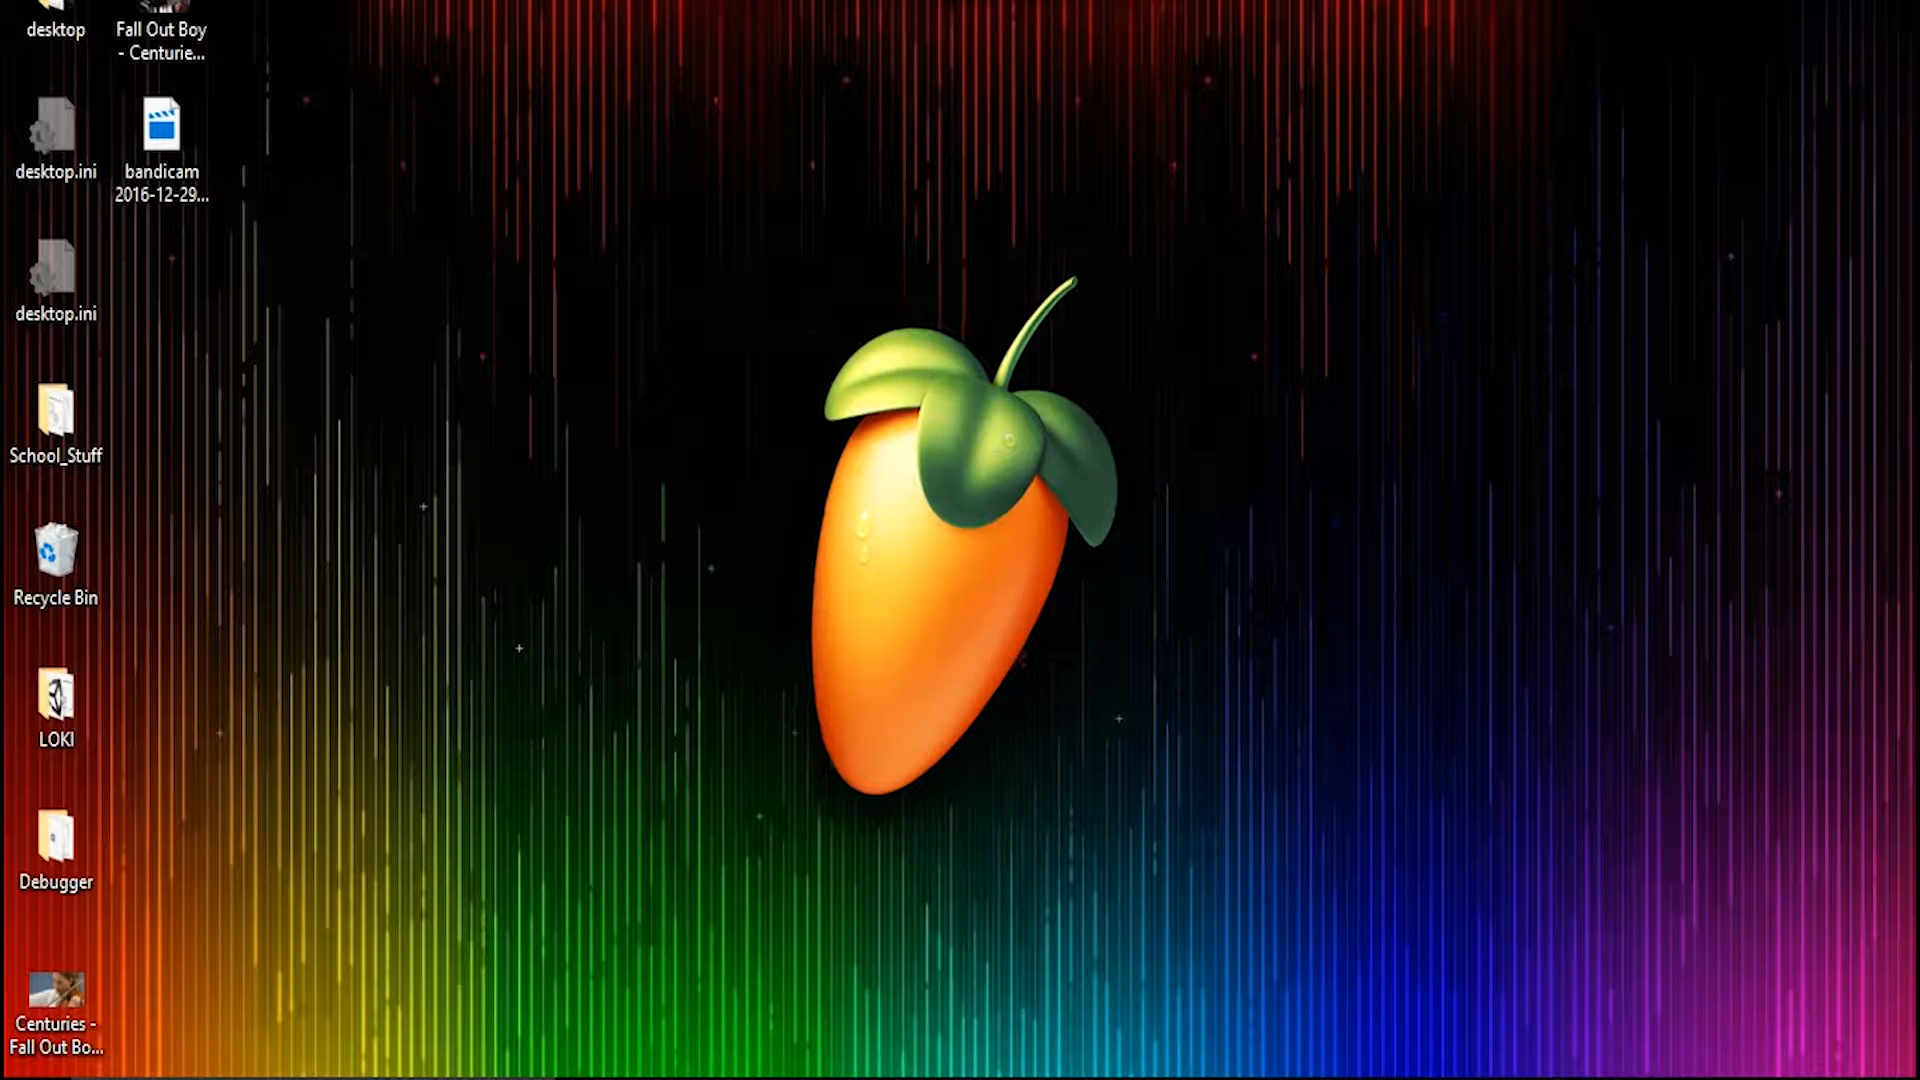 desktop
Fall Out Boy
- Centurie...
desktop.ini
bandicam
2016-12-29...
desktop.ini
School_Stuff
Recycle Bin
LOKI
Debugger
Centuries -
Fall Out Bo...